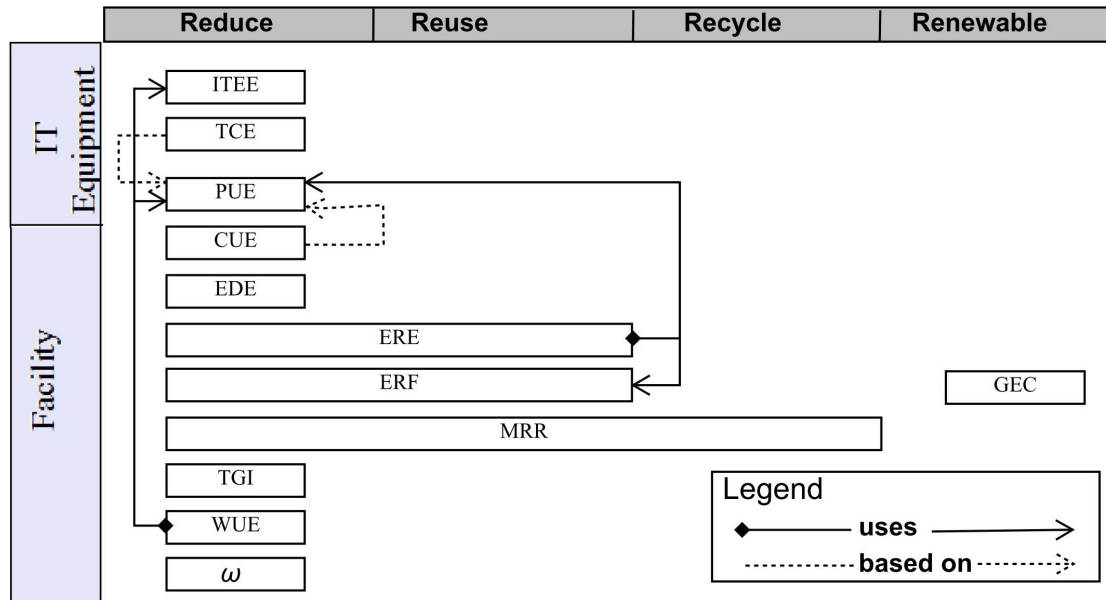 Reduce Reuse Recycle Renewable
IT Equipment
ITEE
TCE
PUE
Facility
CUE
EDE
ERE
ERF
GEC
MRR
TGI
WUE
ω
Legend
uses
based on